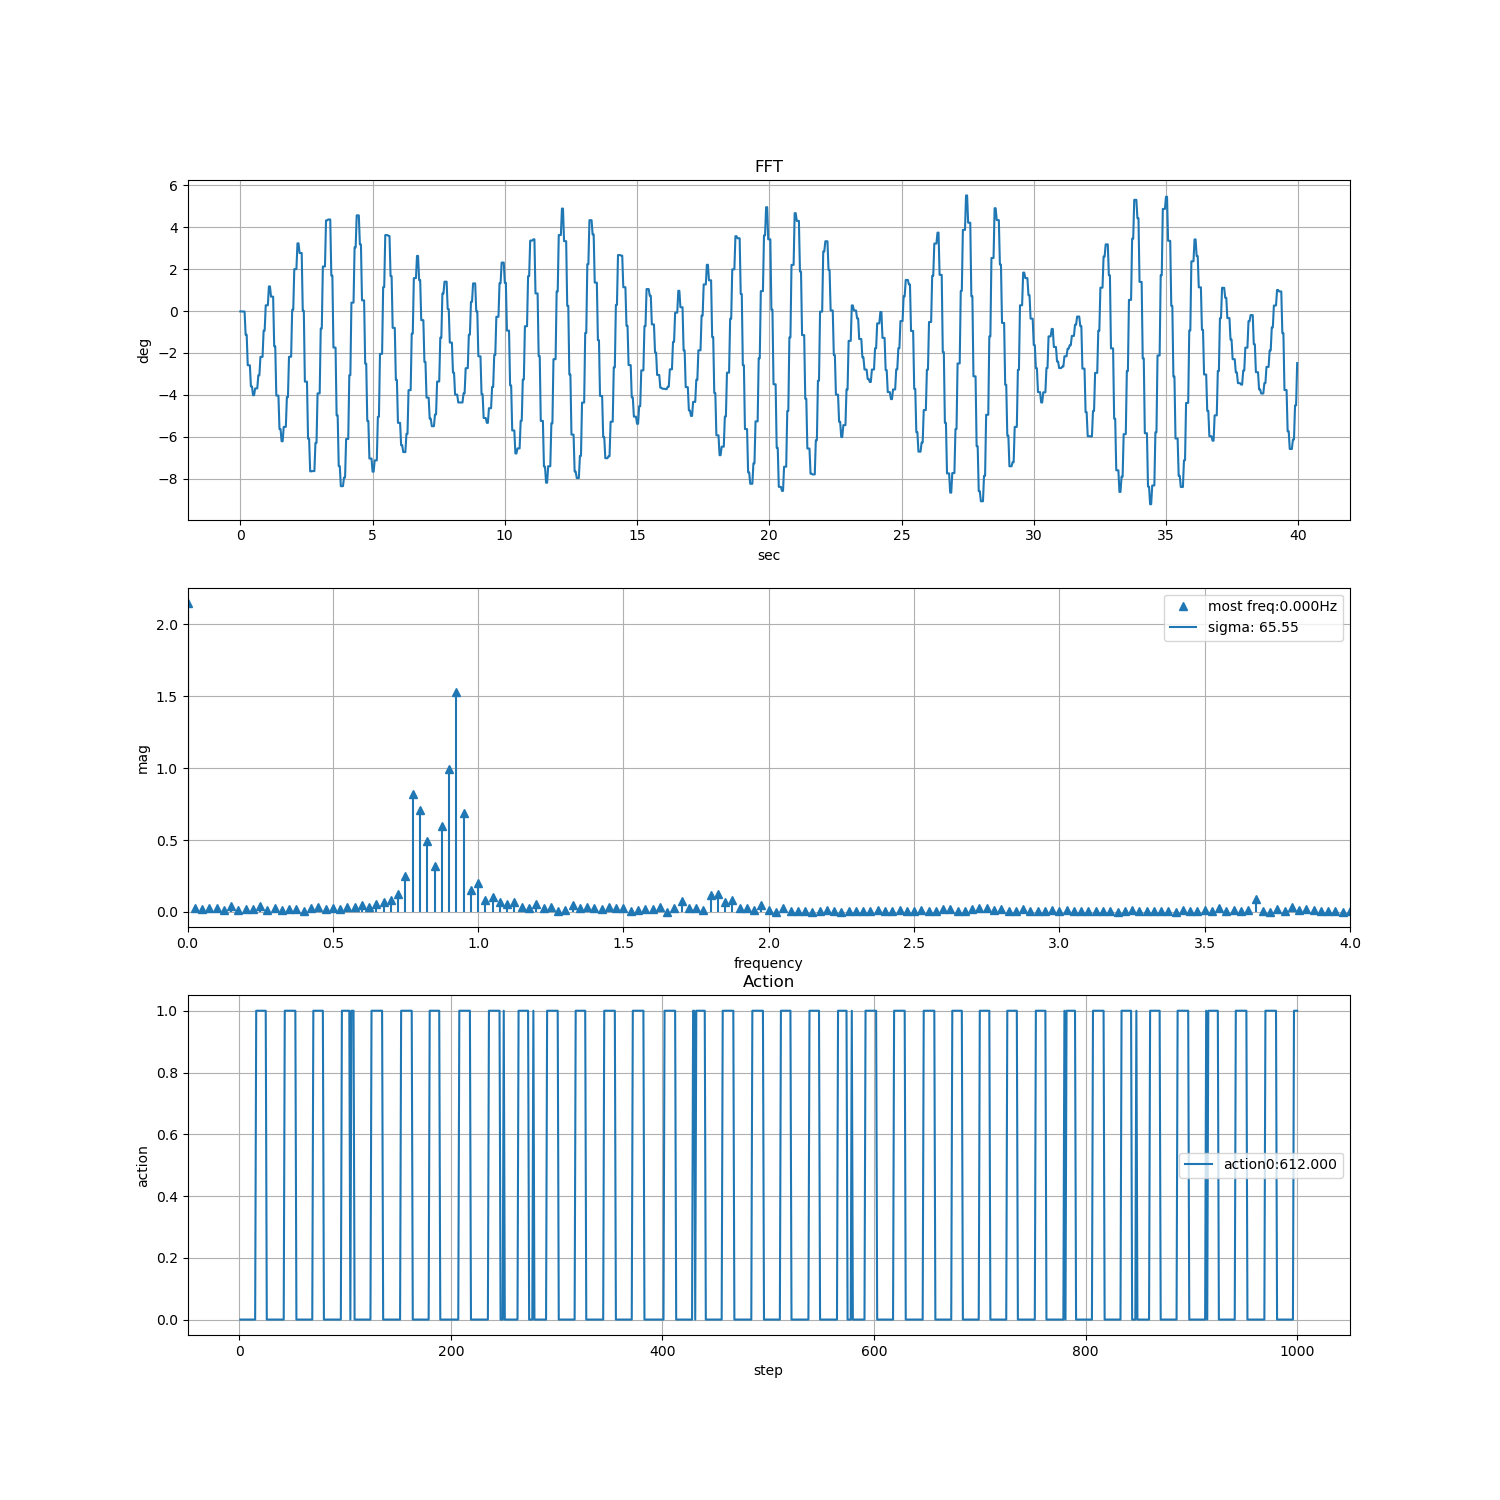 FFT
6
4
2
0
−2
−4
−6
−8
deg
0 5 10 15 20 25 30 35 40
sec
2.0
1.5
1.0
0.5
0.0
mag
most freq:0.000Hz
sigma: 65.55
0.0 0.5 1.0 1.5 2.0 2.5 3.0 3.5 4.0
frequency
Action
1.0
0.8
0.6
0.4
0.2
0.0
action
action0:612.000
0 200 400 600 800 1000
step